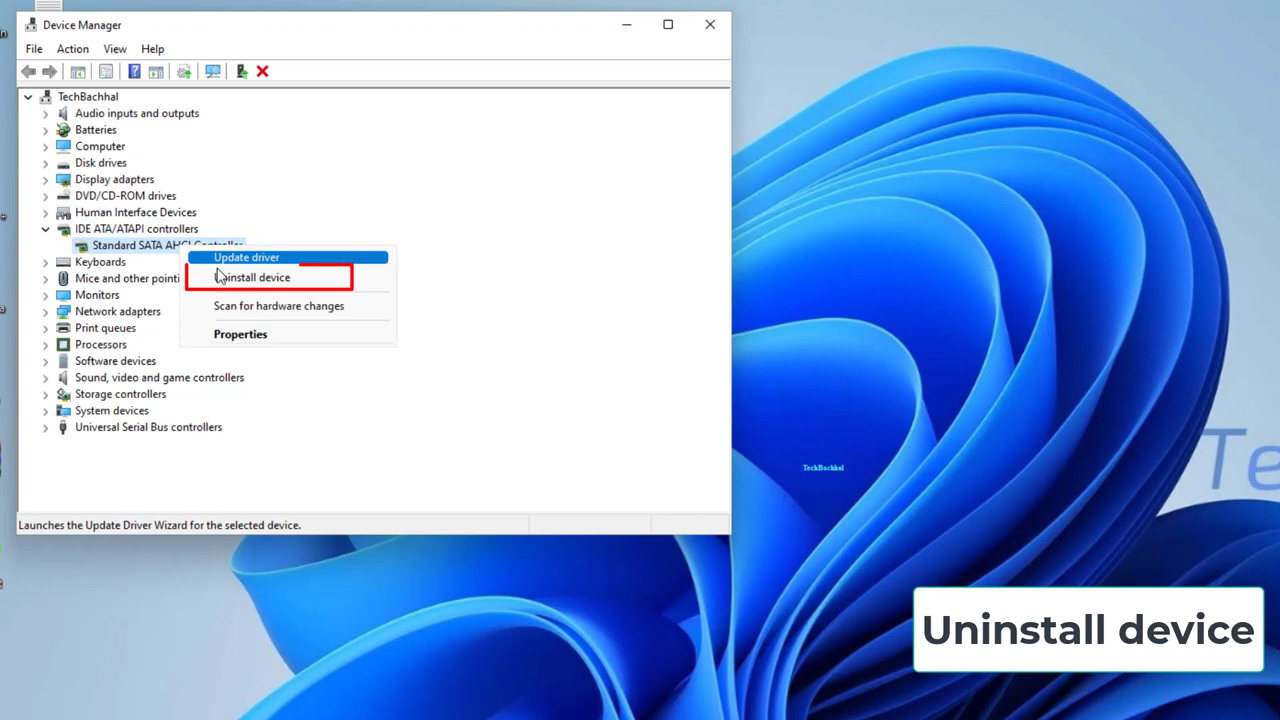 Device Manager
File Action View Help
TechBachhal
Audio inputs and outputs
Batteries
Computer
Disk drives
Display adapters
DVD/CD-ROM drives
Human Interface Devices
IDE ATA/ATAPI controllers
Standard SATA AHCI Controller
Update driver
Uninstall device
Scan for hardware changes
Properties
Keyboards
Mice and other pointi
Monitors
Network adapters
Print queues
Processors
Software devices
Sound, video and game controllers
Storage controllers
System devices
Universal Serial Bus controllers
Launches the Update Driver Wizard for the selected device.
TechBachhal
Te
Uninstall device